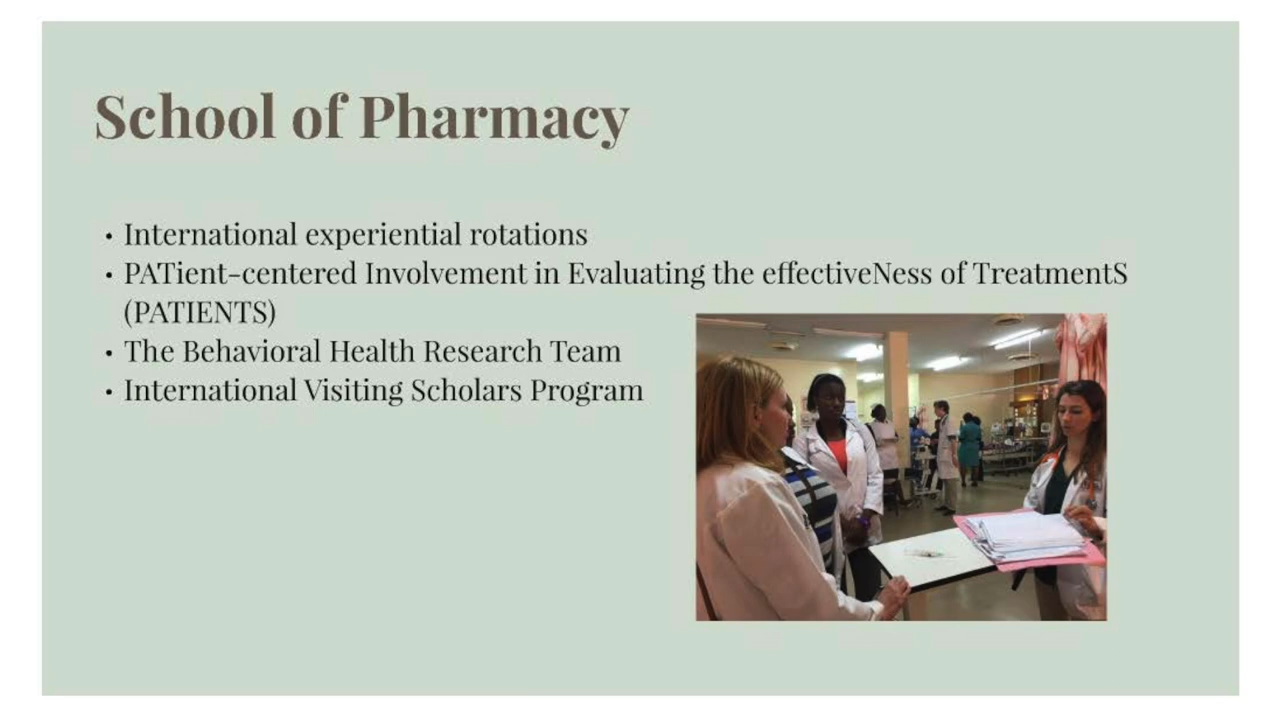 School of Pharmacy
• International experiential rotations
• PATient-centered Involvement in Evaluating the effectiveNess of TreatmentS
(PATIENTS)
• The Behavioral Health Research Team
• International Visiting Scholars Program